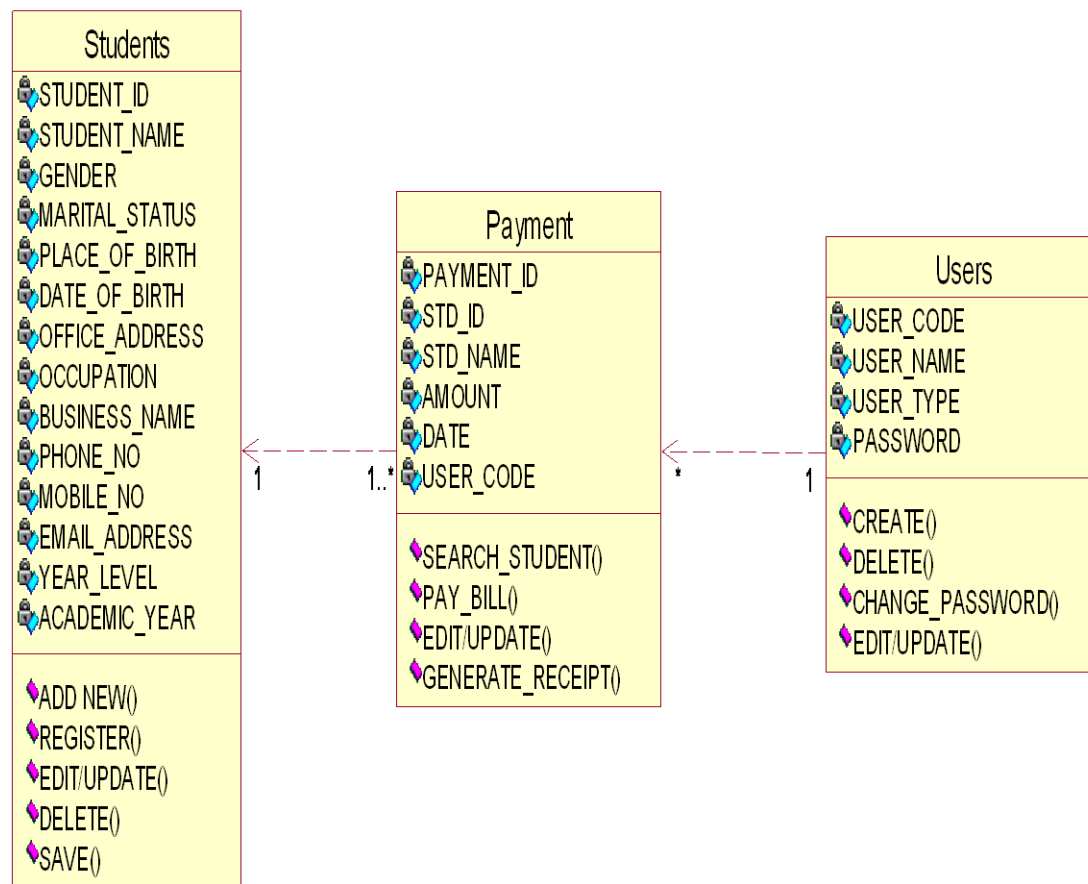 Students
STUDENT_ID
STUDENT_NAME
GENDER
MARITAL_STATUS
PLACE_OF_BIRTH
DATE_OF_BIRTH
OFFICE_ADDRESS
OCCUPATION
BUSINESS_NAME
PHONE_NO
MOBILE_NO
EMAIL_ADDRESS
YEAR_LEVEL
ACADEMIC_YEAR
ADD NEW()
REGISTER()
EDIT/UPDATE()
DELETE()
SAVE()
1
1..*
Payment
PAYMENT_ID
STD_ID
STD_NAME
AMOUNT
DATE
USER_CODE
SEARCH_STUDENT()
PAY_BILL()
EDIT/UPDATE()
GENERATE_RECEIPT()
*
1
Users
USER_CODE
USER_NAME
USER_TYPE
PASSWORD
CREATE()
DELETE()
CHANGE_PASSWORD()
EDIT/UPDATE()